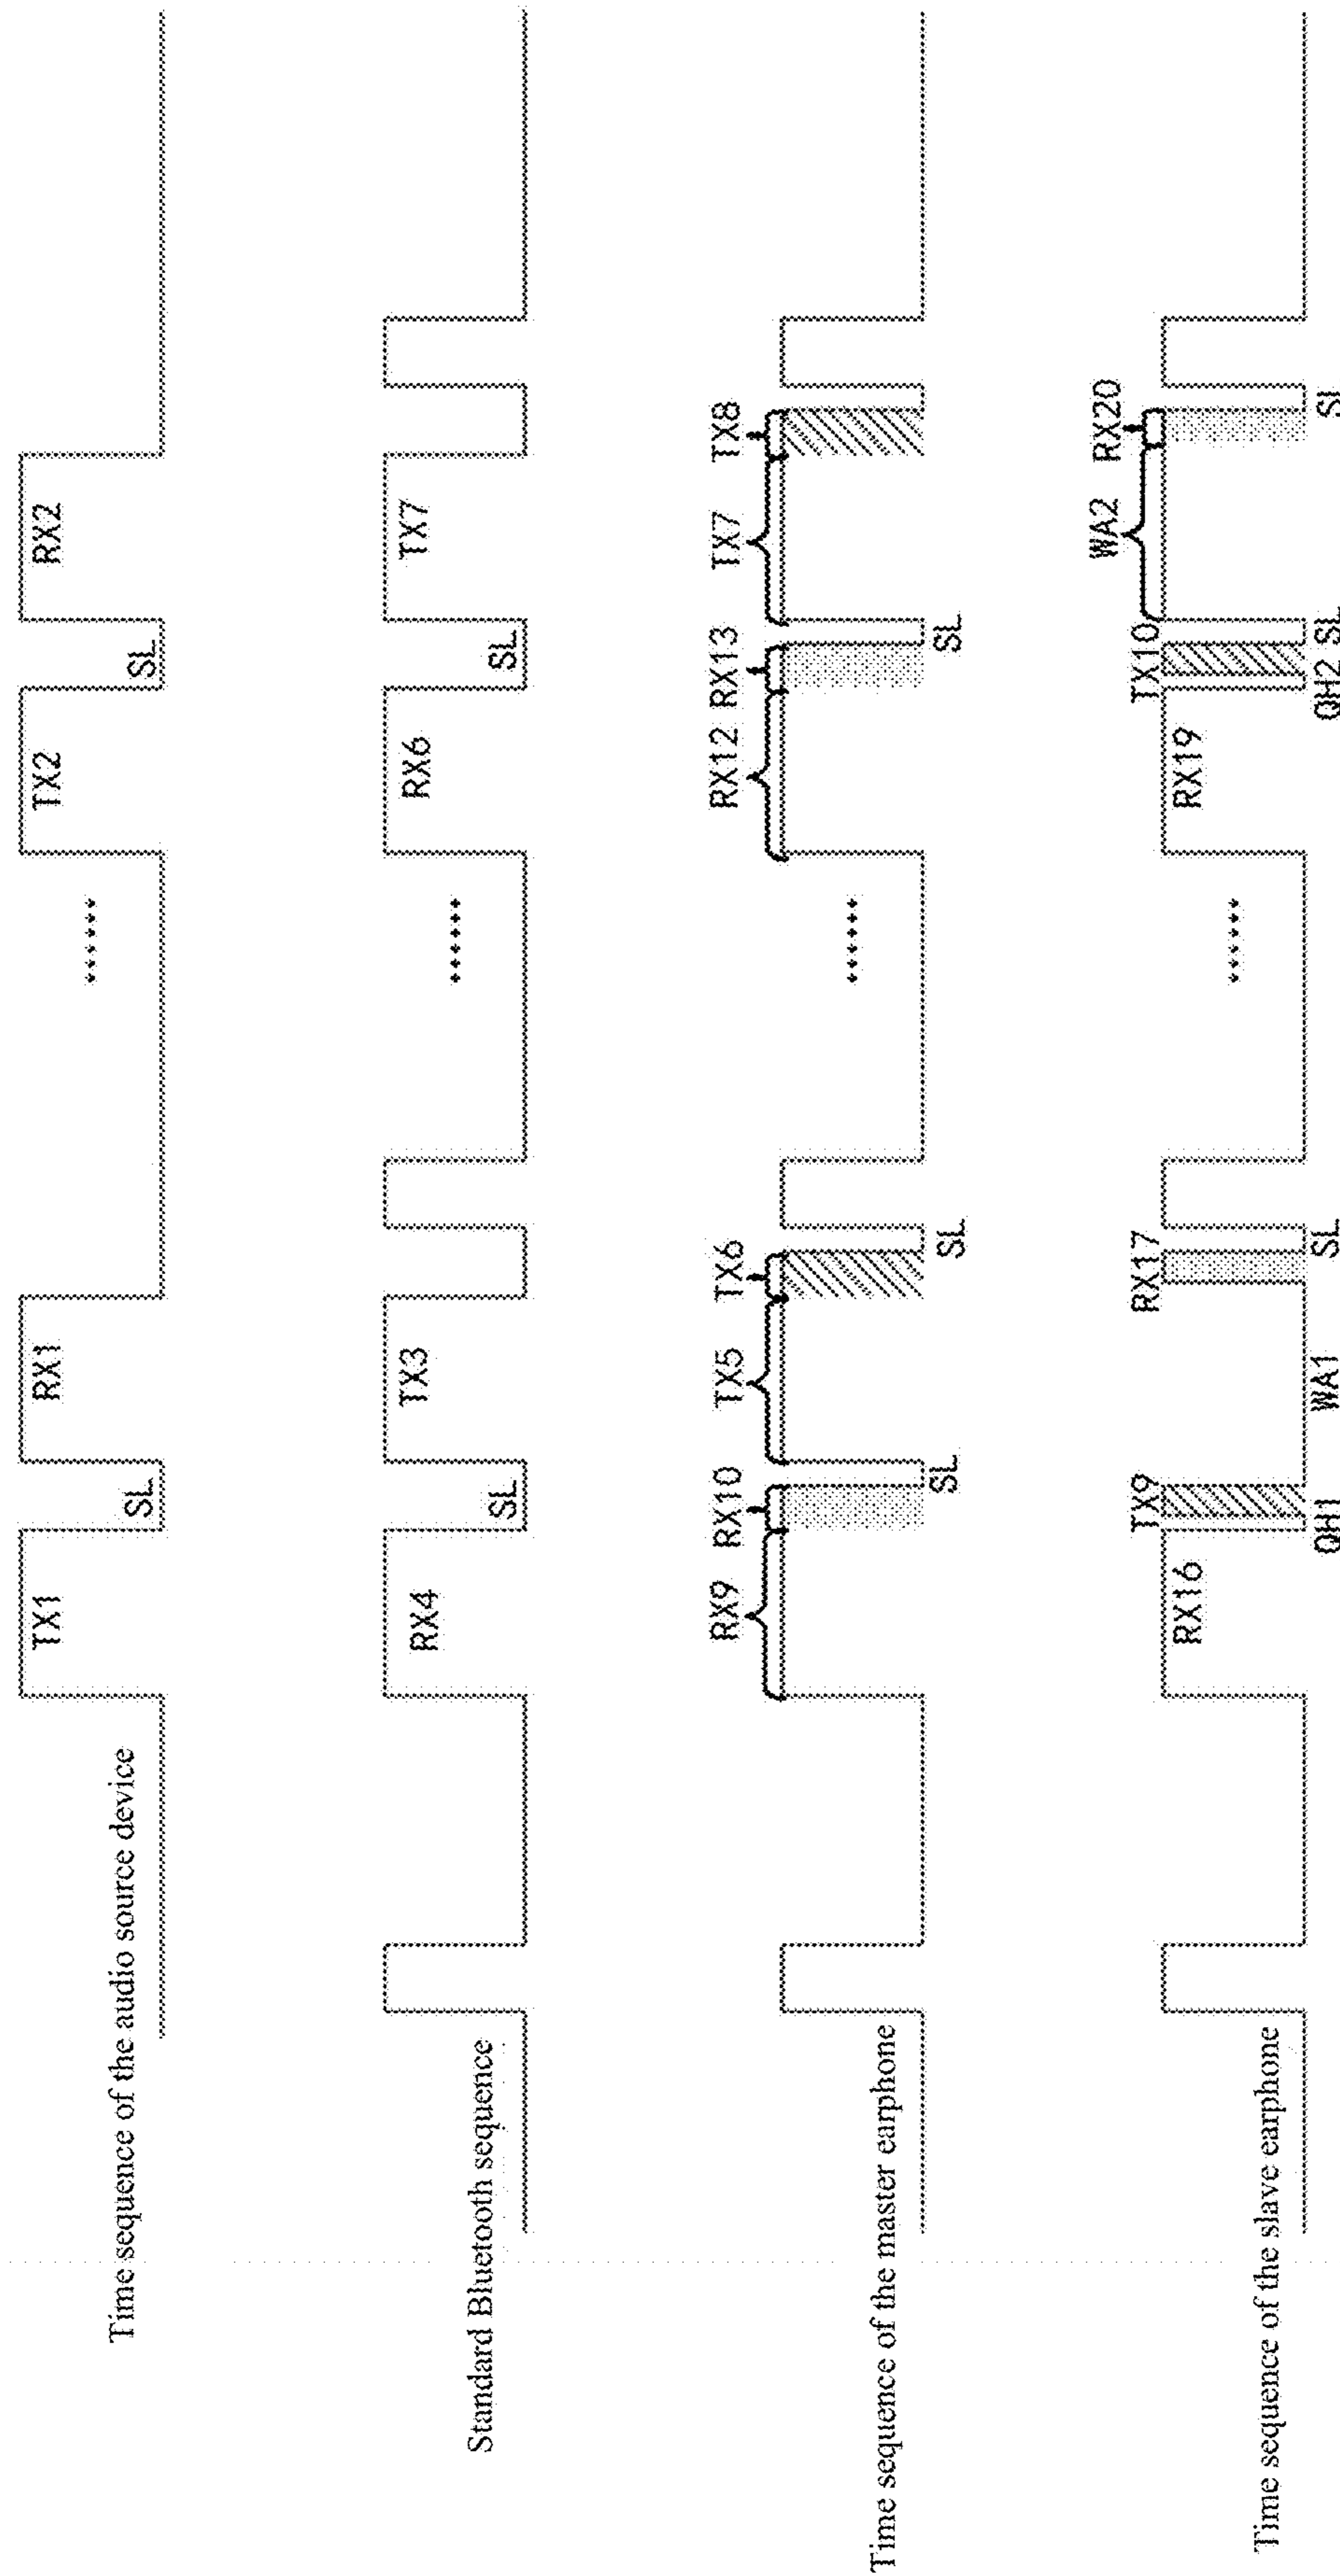 Time sequence of the audio source device
TX1
SL
RX1
......
TX2
SL
RX2
Standard Bluetooth sequence
RX4
SL
TX3
......
RX6
SL
TX7
Time sequence of the master earphone
RX9
RX10
SL
TX5
TX6
SL
......
RX12
RX13
SL
TX7
TX8
Time sequence of the slave earphone
RX16
QH1
TX9
WA1
RX17
SL
......
RX19
QH2
TX10
SL
WA2
RX20
SL